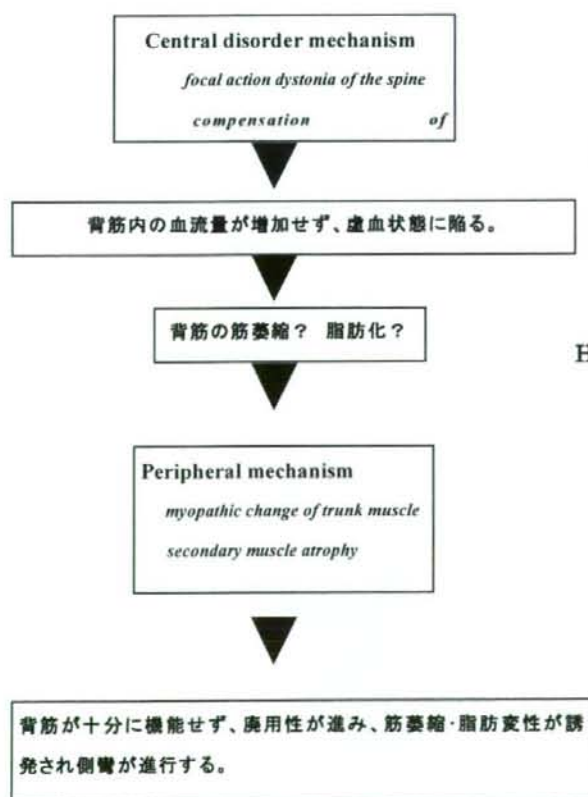 Central disorder mechanism
focal action dystonia of the spine
compensation of
背筋内の血流量が増加せず、虚血状態に陥る。
背筋の筋萎縮？ 脂肪化？
H
Peripheral mechanism
myopathic change of trunk muscle
secondary muscle atrophy
背筋が十分に機能せず、廃用性が進み、筋萎縮・脂肪変性が誘
発され側彎が進行する。